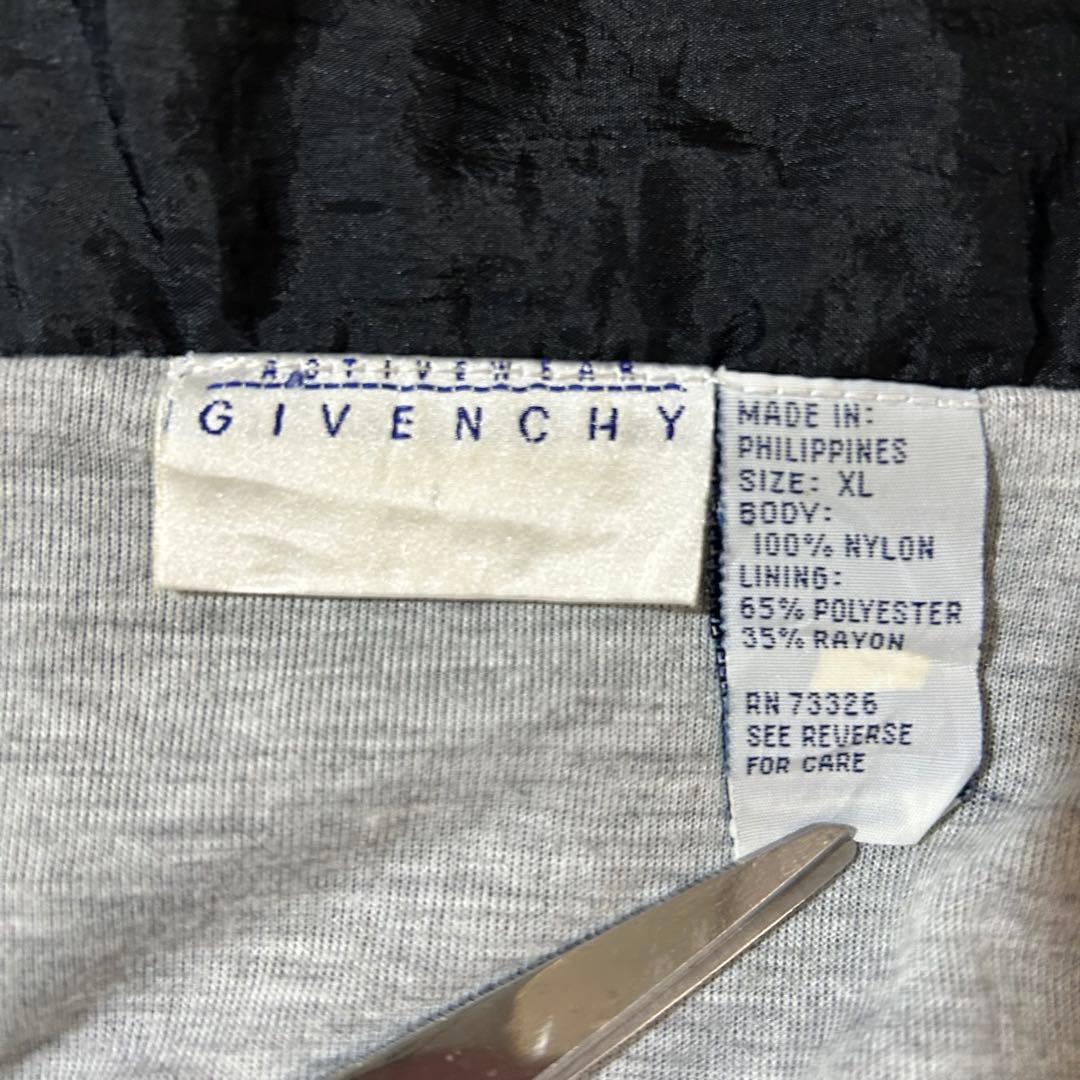 ACTIVEWEAR
GIVENCHY
MADE IN:
PHILIPPINES
SIZE: XL
BODY:
100% NYLON
LINING:
65% POLYESTER
35% RAYON
RN 73326
SEE REVERSE
FOR CARE